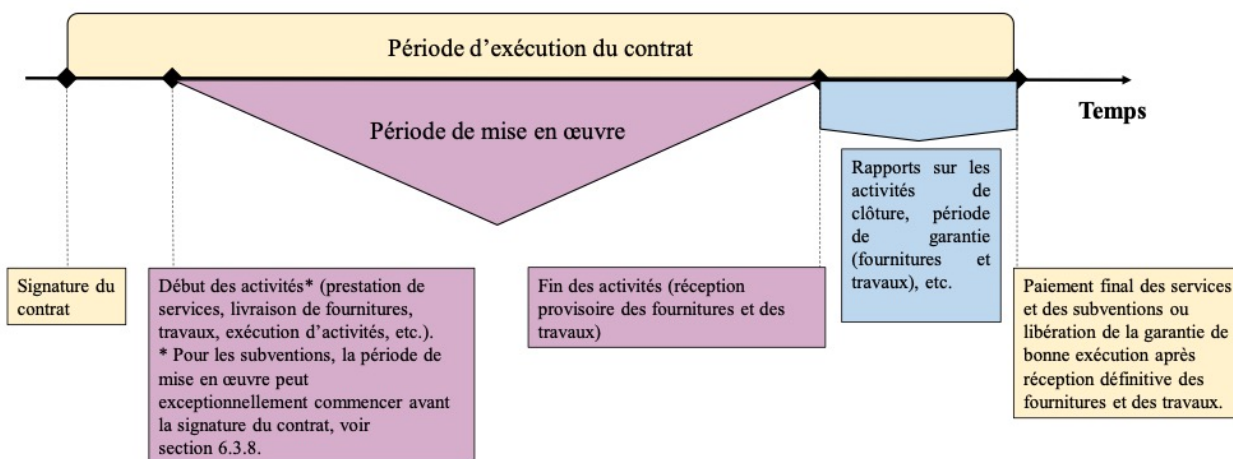 Période d’exécution du contrat
Temps
Période de mise en œuvre
Rapports sur les
activités de
clôture, période
de garantie
(fournitures et
travaux), etc.
Signature du
contrat
Début des activités* (prestation de
services, livraison de fournitures,
travaux, exécution d’activités, etc.).
* Pour les subventions, la période de
mise en œuvre peut
exceptionnellement commencer avant
la signature du contrat, voir
section 6.3.8.
Fin des activités (réception
provisoire des fournitures et des
travaux)
Paiement final des services
et des subventions ou
libération de la garantie de
bonne exécution après
réception définitive des
fournitures et des travaux.